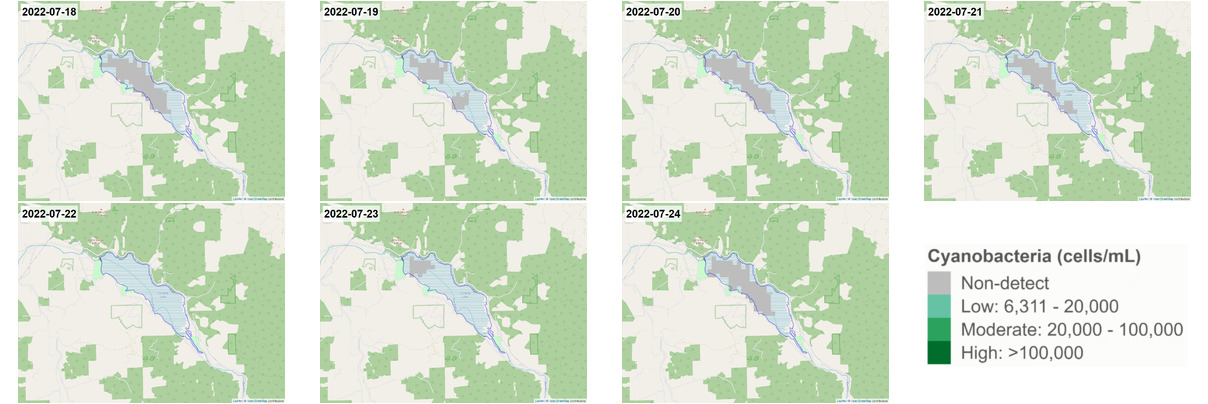 2022-07-18
2022-07-19
2022-07-20
2022-07-21
2022-07-22
2022-07-23
2022-07-24
Cyanobacteria (cells/mL)
Non-detect
Low: 6,311 - 20,000
Moderate: 20,000 - 100,000
High: >100,000